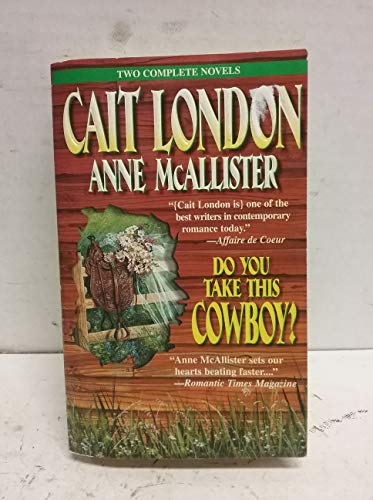 TWO COMPLETE NOVELS
CAIT LONDON
ANNE McALLISTER
“{Cait London is} one of the
best writers in contemporary
romance today.”
—Affaire de Coeur
DO YOU
TAKE THIS
COWBOY?
“Anne McAllister sets our
hearts beating faster....”
—Romantic Times Magazine